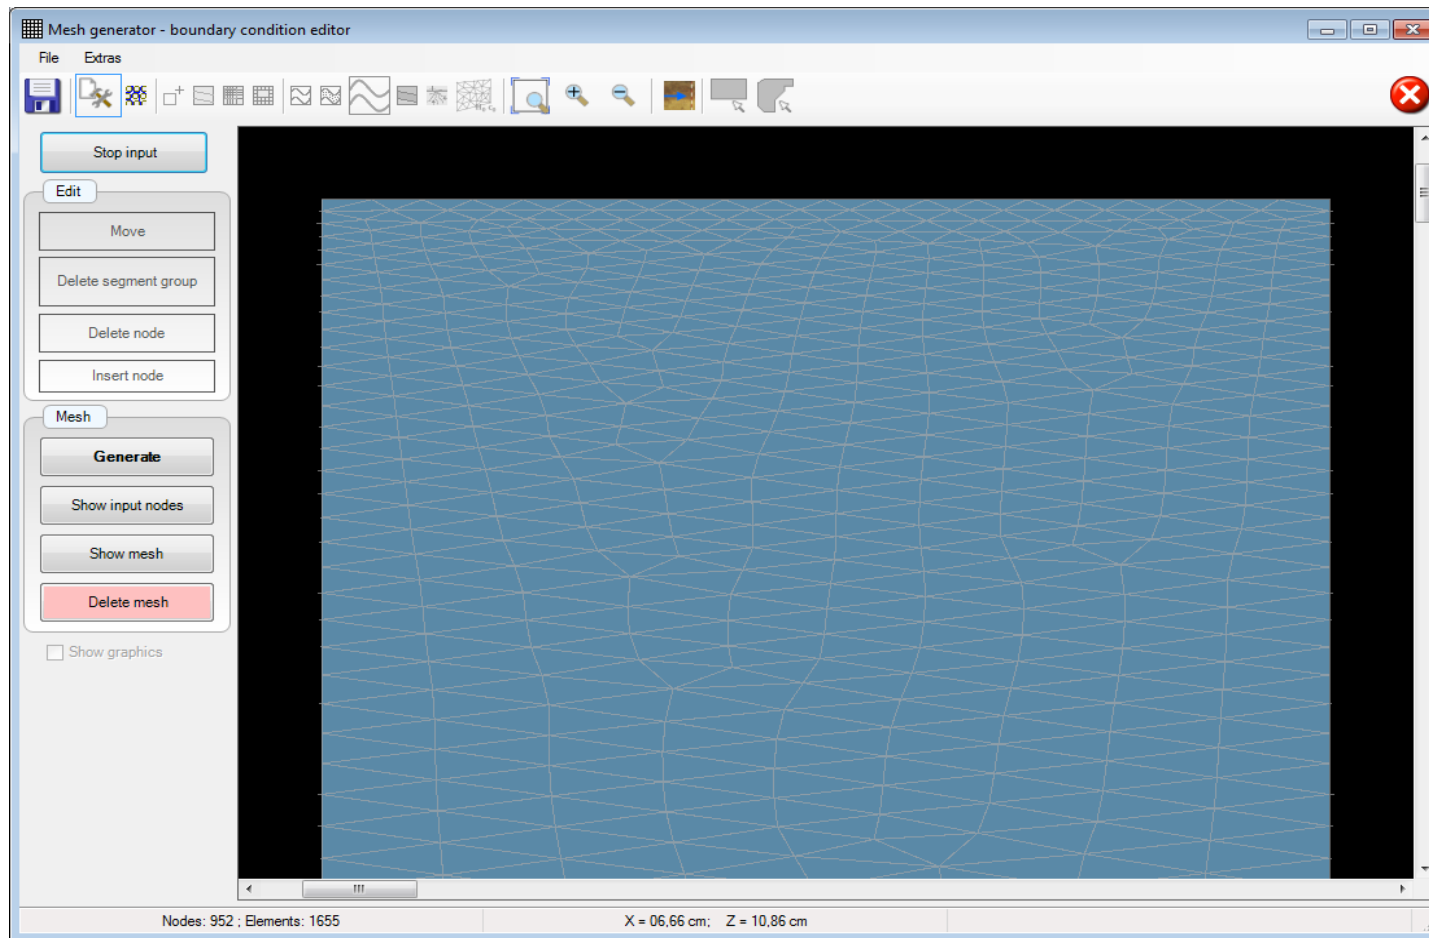 Mesh generator - boundary condition editor
File Extras
Stop input
Edit
Move
Delete segment group
Delete node
Insert node
Mesh
Generate
Show input nodes
Show mesh
Delete mesh
Show graphics
Nodes: 952 ; Elements: 1655 X = 06,66 cm; Z = 10,86 cm